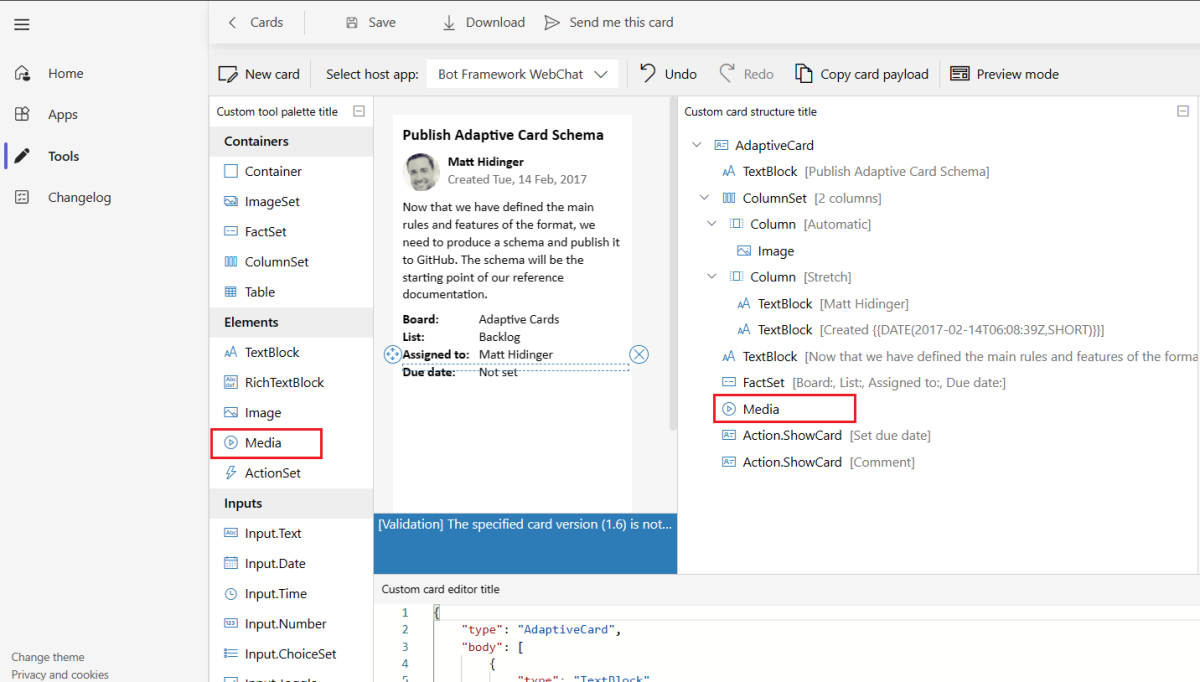 Cards
Save
Download
Send me this card
Home
Apps
Tools
Changelog
Change theme
Privacy and cookies
New card
Select host app:
Bot Framework WebChat
Undo
Redo
Copy card payload
Preview mode
Custom tool palette title
Containers
Container
ImageSet
FactSet
ColumnSet
Table
Elements
TextBlock
RichTextBlock
Image
Media
ActionSet
Inputs
Input.Text
Input.Date
Input.Time
Input.Number
Input.ChoiceSet
Publish Adaptive Card Schema
Matt Hidinger
Created Tue, 14 Feb, 2017
Now that we have defined the main
rules and features of the format, we
need to produce a schema and publish it
to GitHub. The schema will be the
starting point of our reference
documentation.
Board: Adaptive Cards
List: Backlog
Assigned to: Matt Hidinger
Due date: Not set
[Validation] The specified card version (1.6) is not...
Custom card structure title
AdaptiveCard
TextBlock [Publish Adaptive Card Schema]
ColumnSet [2 columns]
Column [Automatic]
Image
Column [Stretch]
TextBlock [Matt Hidinger]
TextBlock [Created {{DATE(2017-02-14T06:08:39Z,SHORT)}}]
TextBlock [Now that we have defined the main rules and features of the forma
FactSet [Board:, List:, Assigned to:, Due date:]
Media
Action.ShowCard [Set due date]
Action.ShowCard [Comment]
Custom card editor title
1 {
2 "type": "AdaptiveCard",
3 "body": [
4 {
5 "type": "TextBlock"